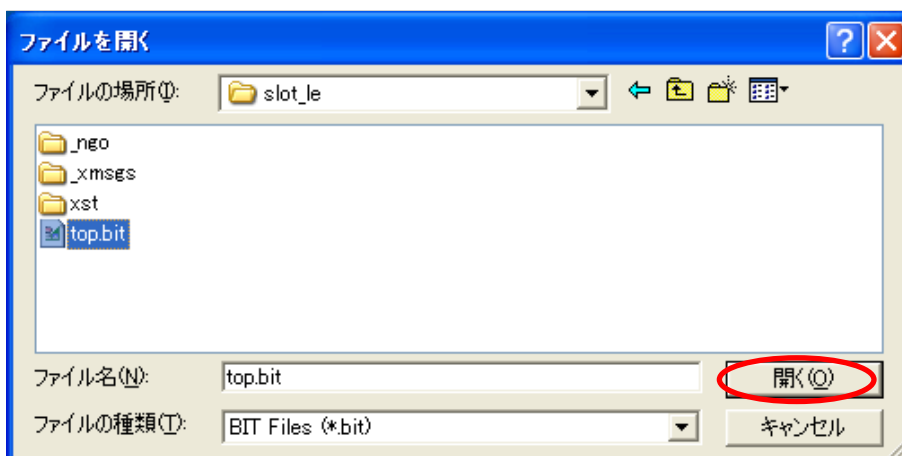 ファイルを開く
ファイルの場所(I):
slot_le
_ngo
_xmsgs
xst
top.bit
ファイル名(N):
top.bit
開く(O)
ファイルの種類(T):
BIT Files (*.bit)
キャンセル